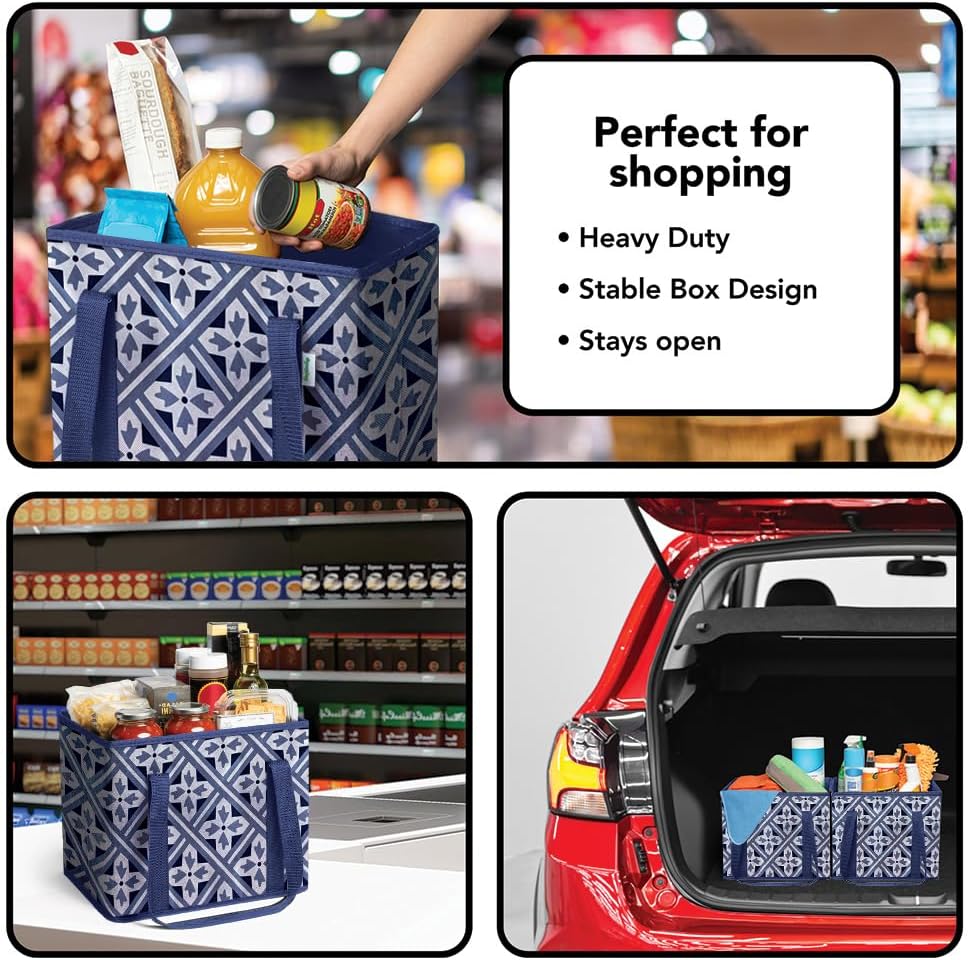 Perfect for
shopping
• Heavy Duty
• Stable Box Design
• Stays open
SOURDOUGH
BAGUETTE